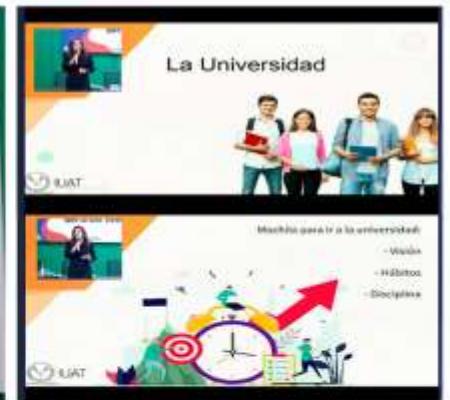 La Universidad
IUAT
Mochila para ir a la universidad:
- Visión
- Hábitos
- Disciplina
IUAT